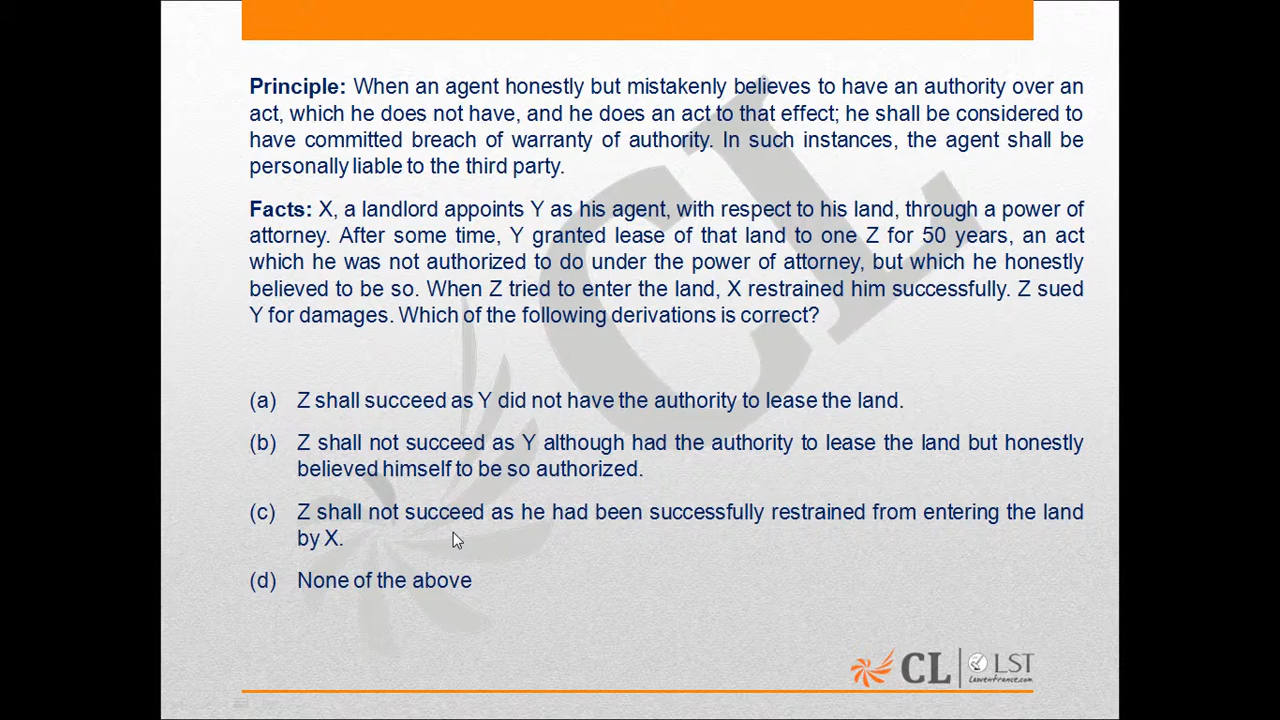 Principle: When an agent honestly but mistakenly believes to have an authority over an
act, which he does not have, and he does an act to that effect; he shall be considered to
have committed breach of warranty of authority. In such instances, the agent shall be
personally liable to the third party.
Facts: X, a landlord appoints Y as his agent, with respect to his land, through a power of
attorney. After some time, Y granted lease of that land to one Z for 50 years, an act
which he was not authorized to do under the power of attorney, but which he honestly
believed to be so. When Z tried to enter the land, X restrained him successfully. Z sued
Y for damages. Which of the following derivations is correct?
(a) Z shall succeed as Y did not have the authority to lease the land.
(b) Z shall not succeed as Y although had the authority to lease the land but honestly
believed himself to be so authorized.
(c) Z shall not succeed as he had been successfully restrained from entering the land
by X.
(d) None of the above
CL
CL LST
Lawentrance.com